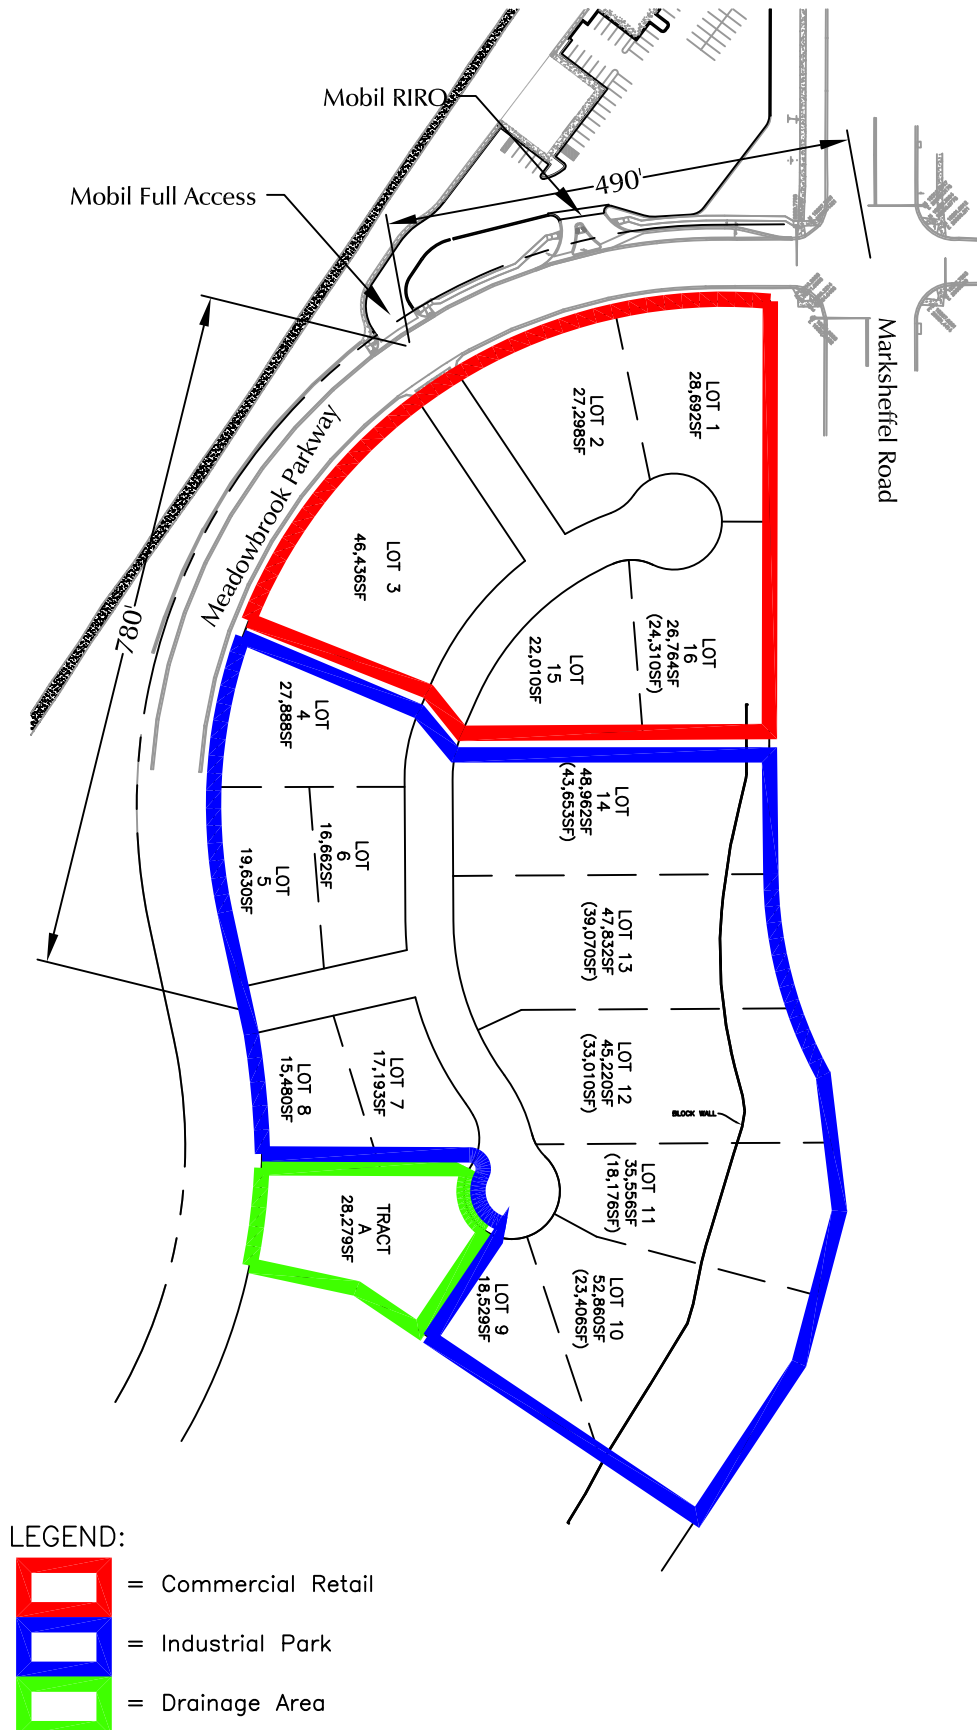 Mobil RIRO
490'
Mobil Full Access
Marksheffel Road
Meadowbrook Parkway
780'
LOT 1
28,692SF
LOT 2
27,298SF
LOT 3
46,436SF
LOT
16
26,764SF
(24,310SF)
LOT
15
22,010SF
LOT
4
27,888SF
LOT
14
48,962SF
(43,653SF)
LOT
6
16,662SF
LOT
5
19,630SF
LOT 13
47,832SF
(39,070SF)
LOT 12
45,220SF
(33,010SF)
LOT 7
17,193SF
LOT 8
15,480SF
BLOCK WALL
LOT 11
35,556SF
(18,176SF)
TRACT
A
28,279SF
LOT 9
18,529SF
LOT 10
52,860SF
(23,406SF)
LEGEND:
= Commercial Retail
= Industrial Park
= Drainage Area